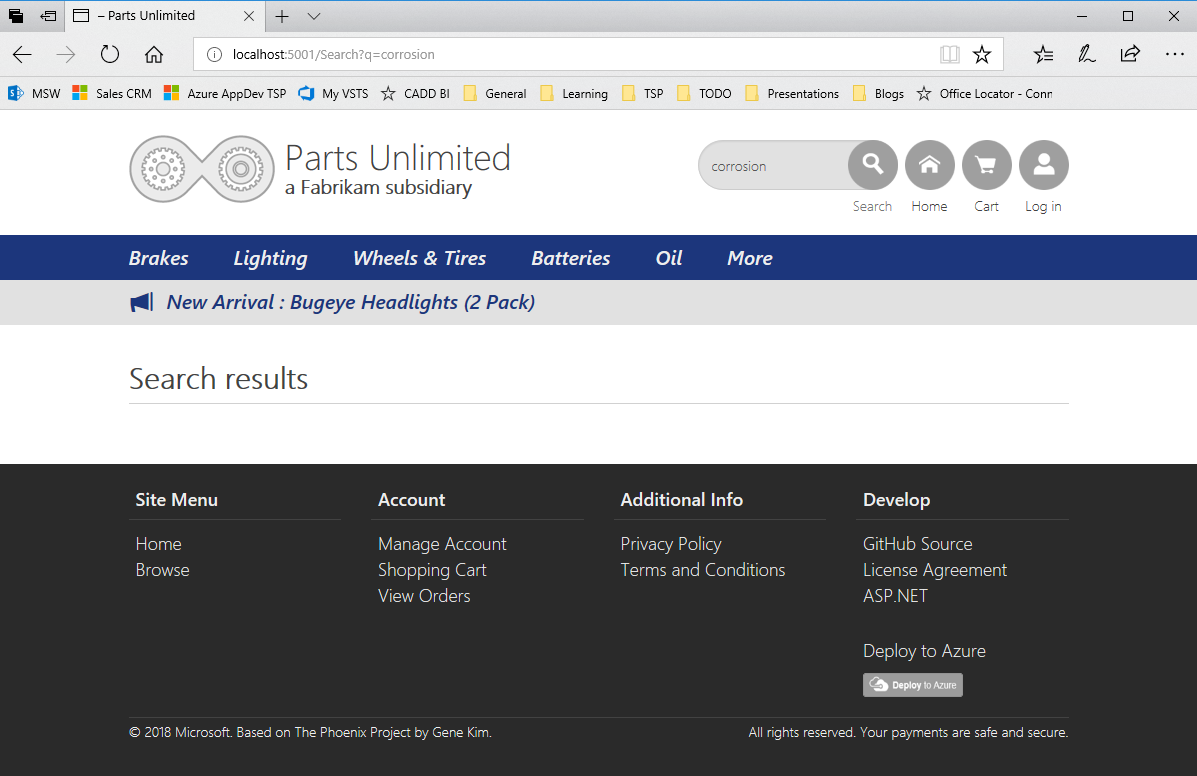 – Parts Unlimited
localhost:5001/Search?q=corrosion
MSW Sales CRM Azure AppDev TSP My VSTS CADD BI General Learning TSP TODO Presentations Blogs Office Locator - Conn
Parts Unlimited
a Fabrikam subsidiary
corrosion
Search Home Cart Log in
Brakes Lighting Wheels & Tires Batteries Oil More
New Arrival : Bugeye Headlights (2 Pack)
Search results
Site Menu
Home
Browse
Account
Manage Account
Shopping Cart
View Orders
Additional Info
Privacy Policy
Terms and Conditions
Develop
GitHub Source
License Agreement
ASP.NET
Deploy to Azure
Deploy to Azure
© 2018 Microsoft. Based on The Phoenix Project by Gene Kim.
All rights reserved. Your payments are safe and secure.